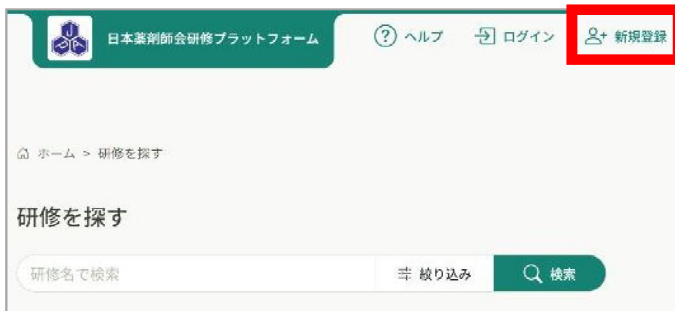 日本薬剤師会研修プラットフォーム
ヘルプ
ログイン
新規登録
ホーム > 研修を探す
研修を探す
研修名で検索
絞り込み
検索